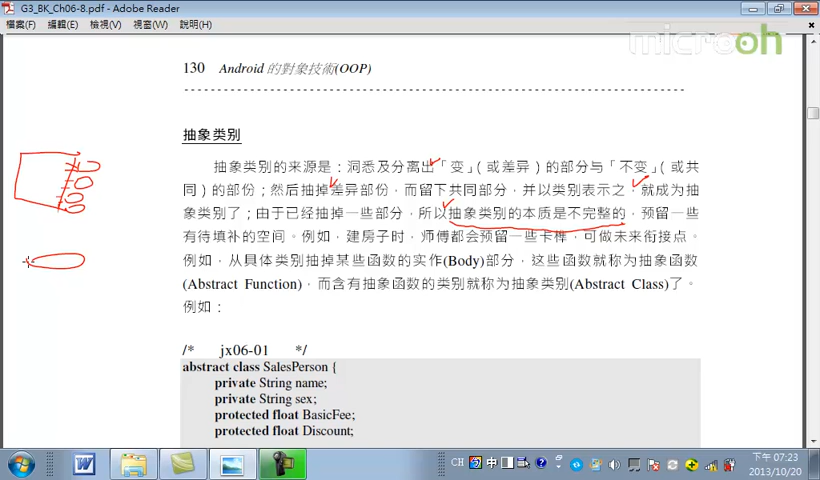 G3_BK_Ch06-8.pdf - Adobe Reader
檔案(F) 編輯(E) 檢視(V) 視窗(W) 說明(H)
microoh
130 Android 的對象技術(OOP)
抽象类别
抽象类别的来源是：洞悉及分离出「变」(或差异)的部分与「不变」(或共
同)的部份；然后抽掉差异部份，而留下共同部分，并以类别表示之，就成为抽
象类别了；由于已经抽掉一些部分，所以抽象类别的本质是不完整的，预留一些
有待填补的空间。例如，建房子时，师傅都会预留一些卡榫，可做未来衔接点。
例如，从具体类别抽掉某些函数的实作(Body)部分，这些函数就称为抽象函数
(Abstract Function)，而含有抽象函数的类别就称为抽象类别(Abstract Class)了。
例如：
/* jx06-01 */
abstract class SalesPerson {
private String name;
private String sex;
protected float BasicFee;
protected float Discount;
CH 中
下午 07:23
2013/10/20